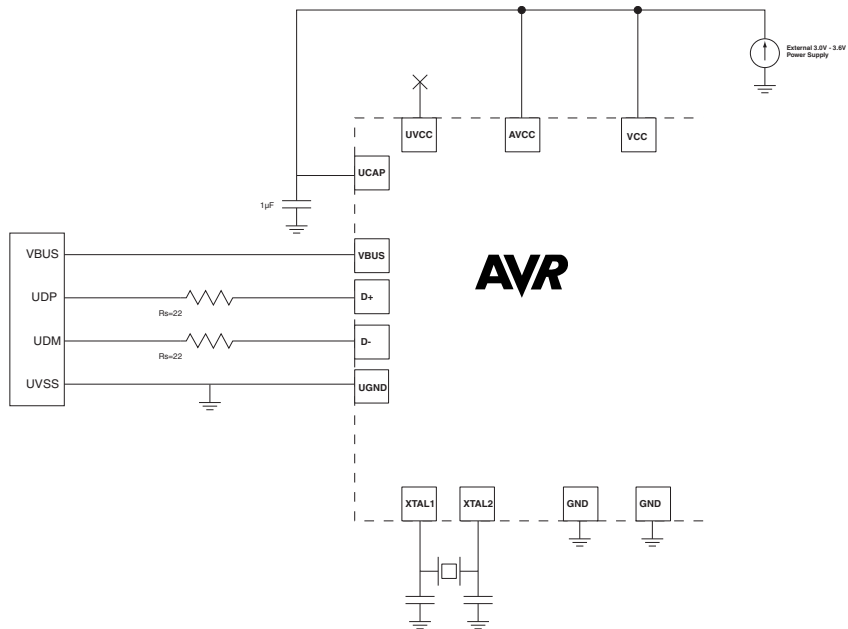 External 3.0V - 3.6V
Power Supply
UVCC
AVCC
VCC
UCAP
1µF
VBUS
VBUS
UDP
Rs=22
D+
AVR
UDM
Rs=22
D-
UVSS
UGND
XTAL1
XTAL2
GND
GND